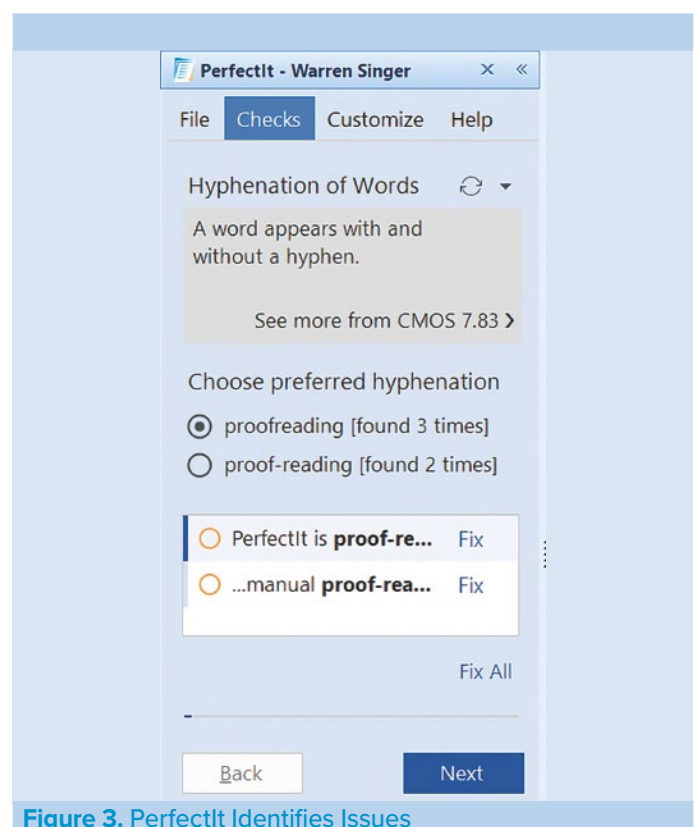 PerfectIt - Warren Singer
File Checks Customize Help
Hyphenation of Words
A word appears with and
without a hyphen.
See more from CMOS 7.83
Choose preferred hyphenation
proofreading [found 3 times]
proof-reading [found 2 times]
PerfectIt is proof-re... Fix
...manual proof-rea... Fix
Fix All
Back Next
Figure 3. PerfectIt Identifies Issues